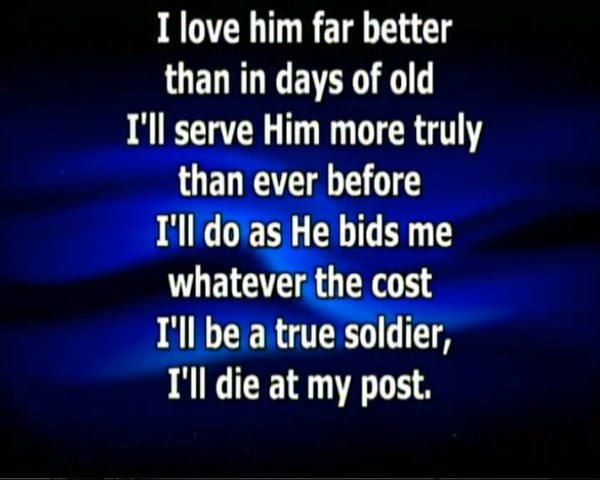 I love him far better
than in days of old
I'll serve Him more truly
than ever before
I'll do as He bids me
whatever the cost
I'll be a true soldier,
I'll die at my post.